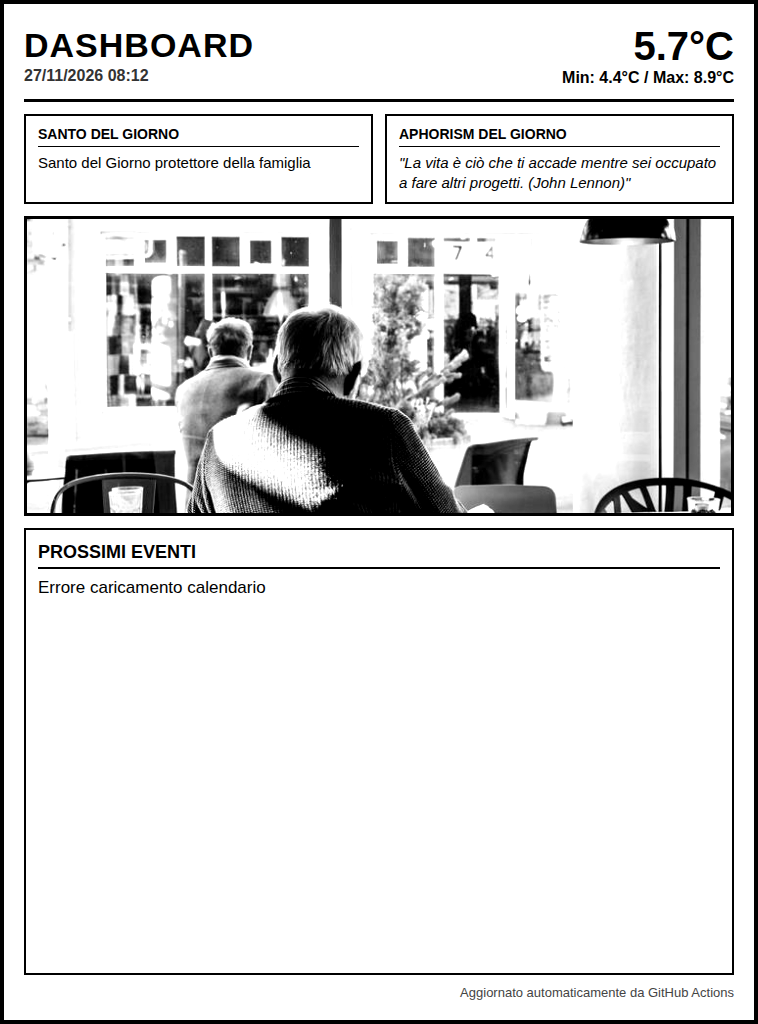 DASHBOARD
27/11/2026 08:12
5.7°C
Min: 4.4°C / Max: 8.9°C
SANTO DEL GIORNO
Santo del Giorno protettore della famiglia
APHORISM DEL GIORNO
"La vita è ciò che ti accade mentre sei occupato
a fare altri progetti. (John Lennon)"
7 4
PROSSIMI EVENTI
Errore caricamento calendario
Aggiornato automaticamente da GitHub Actions